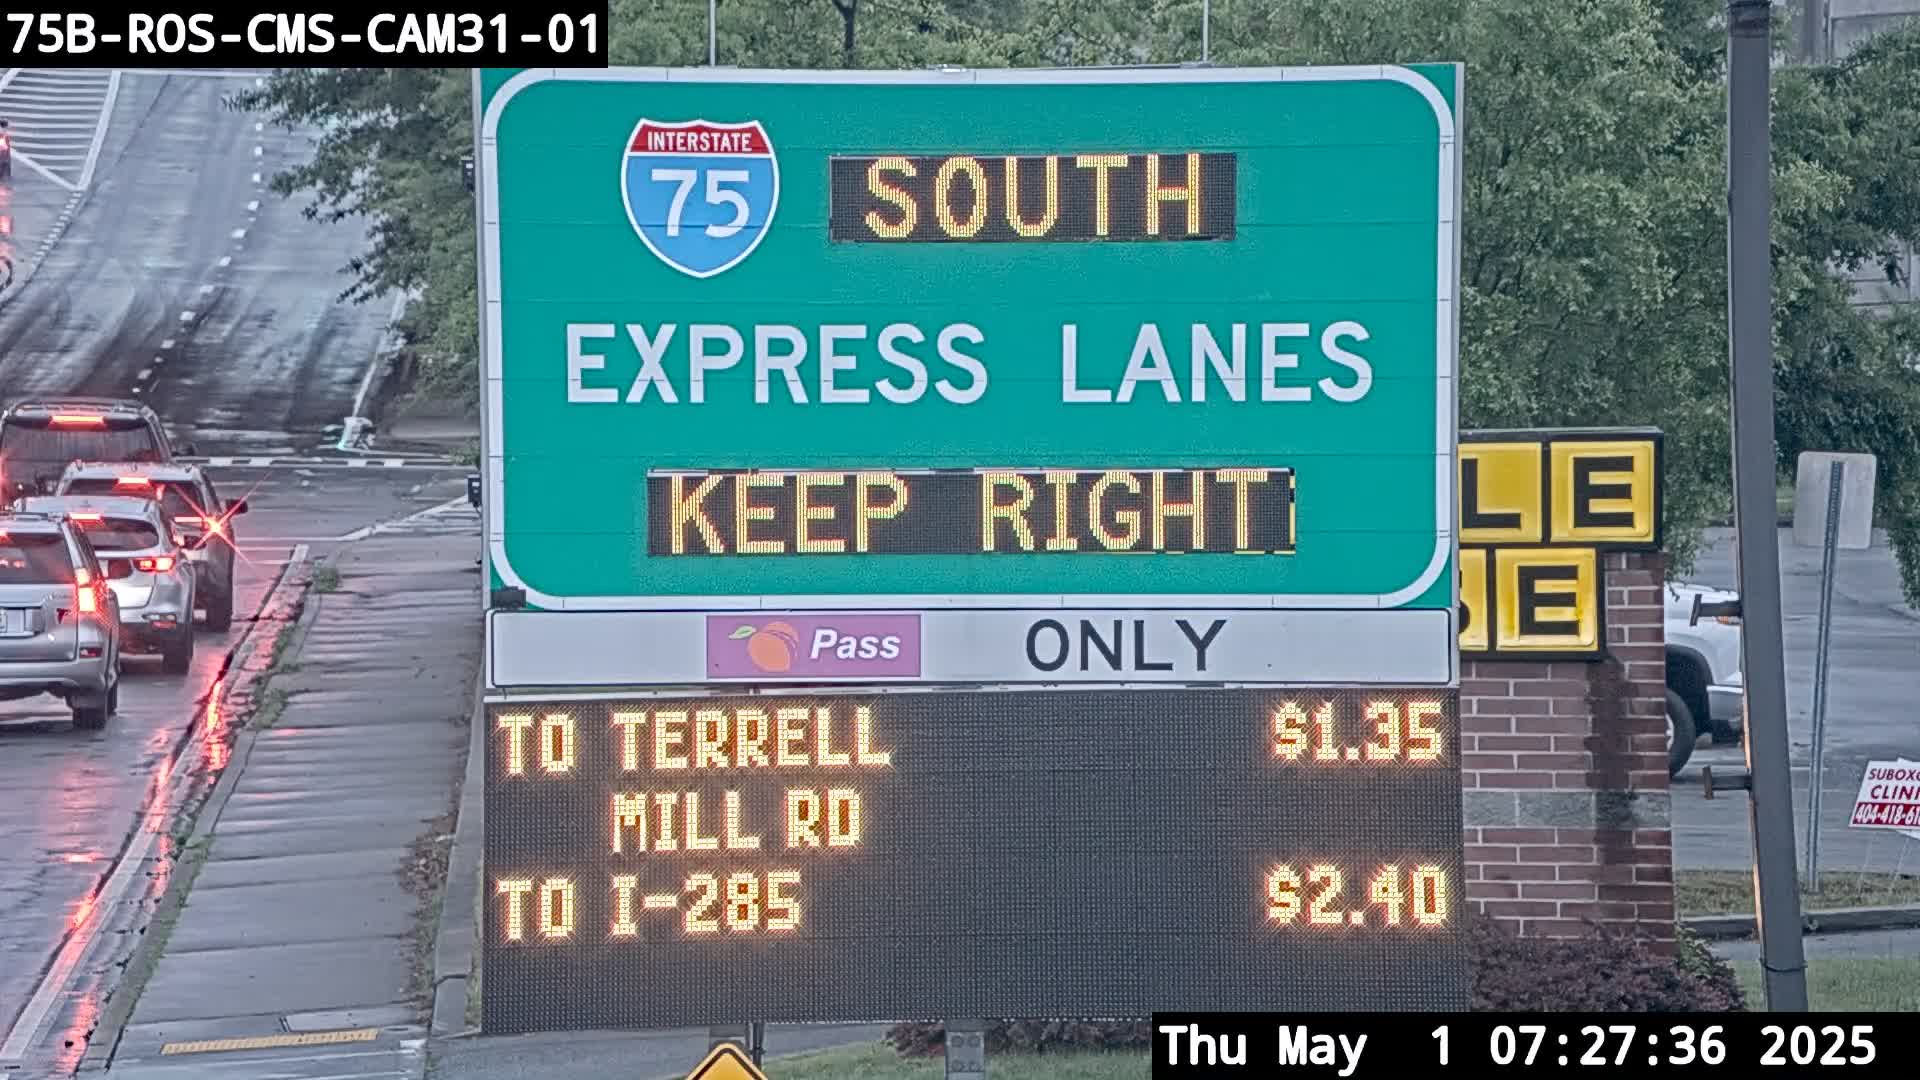 75B-ROS-CMS-CAM31-01
INTERSTATE
75
SOUTH
EXPRESS LANES
KEEP RIGHT
Pass ONLY
TO TERRELL $1.35
MILL RD
TO I-285 $2.40
LE
E
CLINI
Thu May 1 07:27:36 2025